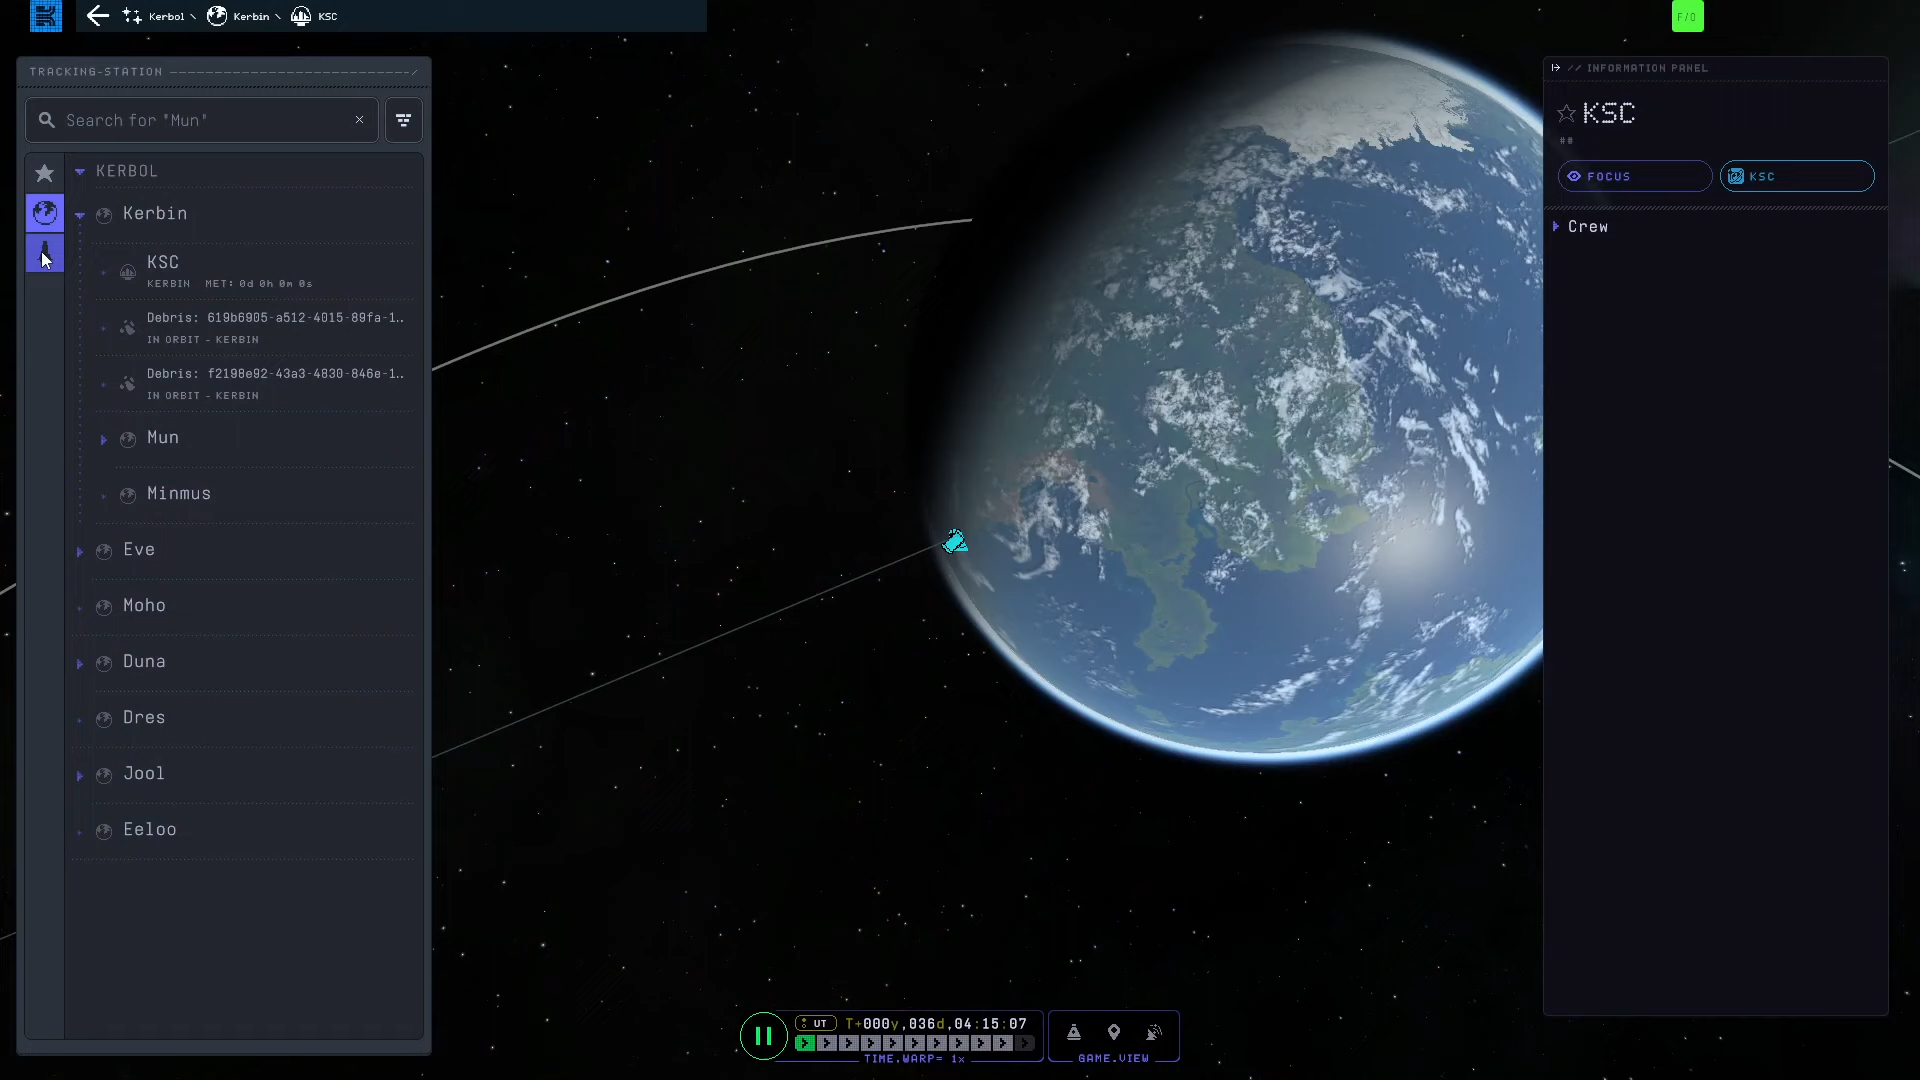 Kerbol \ Kerbin \ KSC
F/O
TRACKING-STATION
Search for "Mun"
KERBOL
Kerbin
KSC
KERBIN MET: 0d 0h 0m 8s
Debris: 619b6905-a512-4015-89fa-1..
IN ORBIT - KERBIN
Debris: f2198e92-43a3-4830-846e-1..
IN ORBIT - KERBIN
Mun
Minmus
Eve
Moho
Duna
Dres
Jool
Eeloo
// INFORMATION PANEL
KSC
##
FOCUS
KSC
Crew
UT T+000y,036d,04:15:07
TIME.WARP= 1x
GAME.VIEW